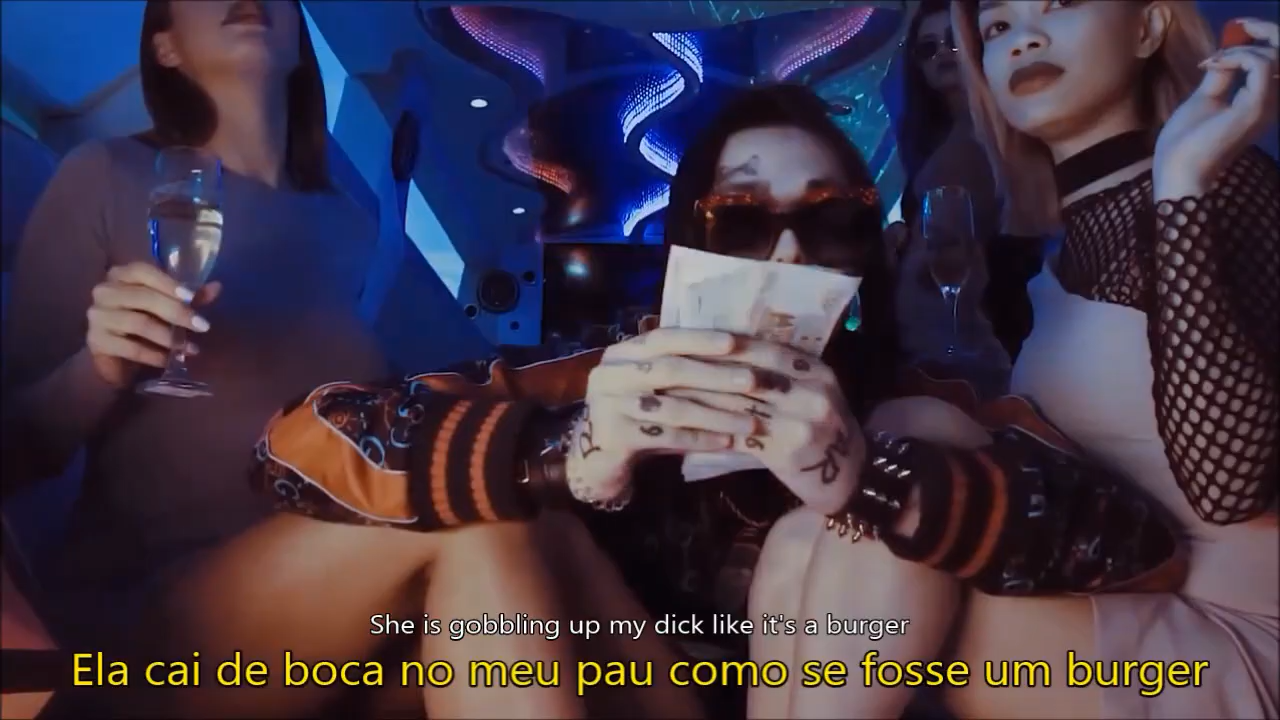 She is gobbling up my dick like it's a burger
Ela cai de boca no meu pau como se fosse um burger